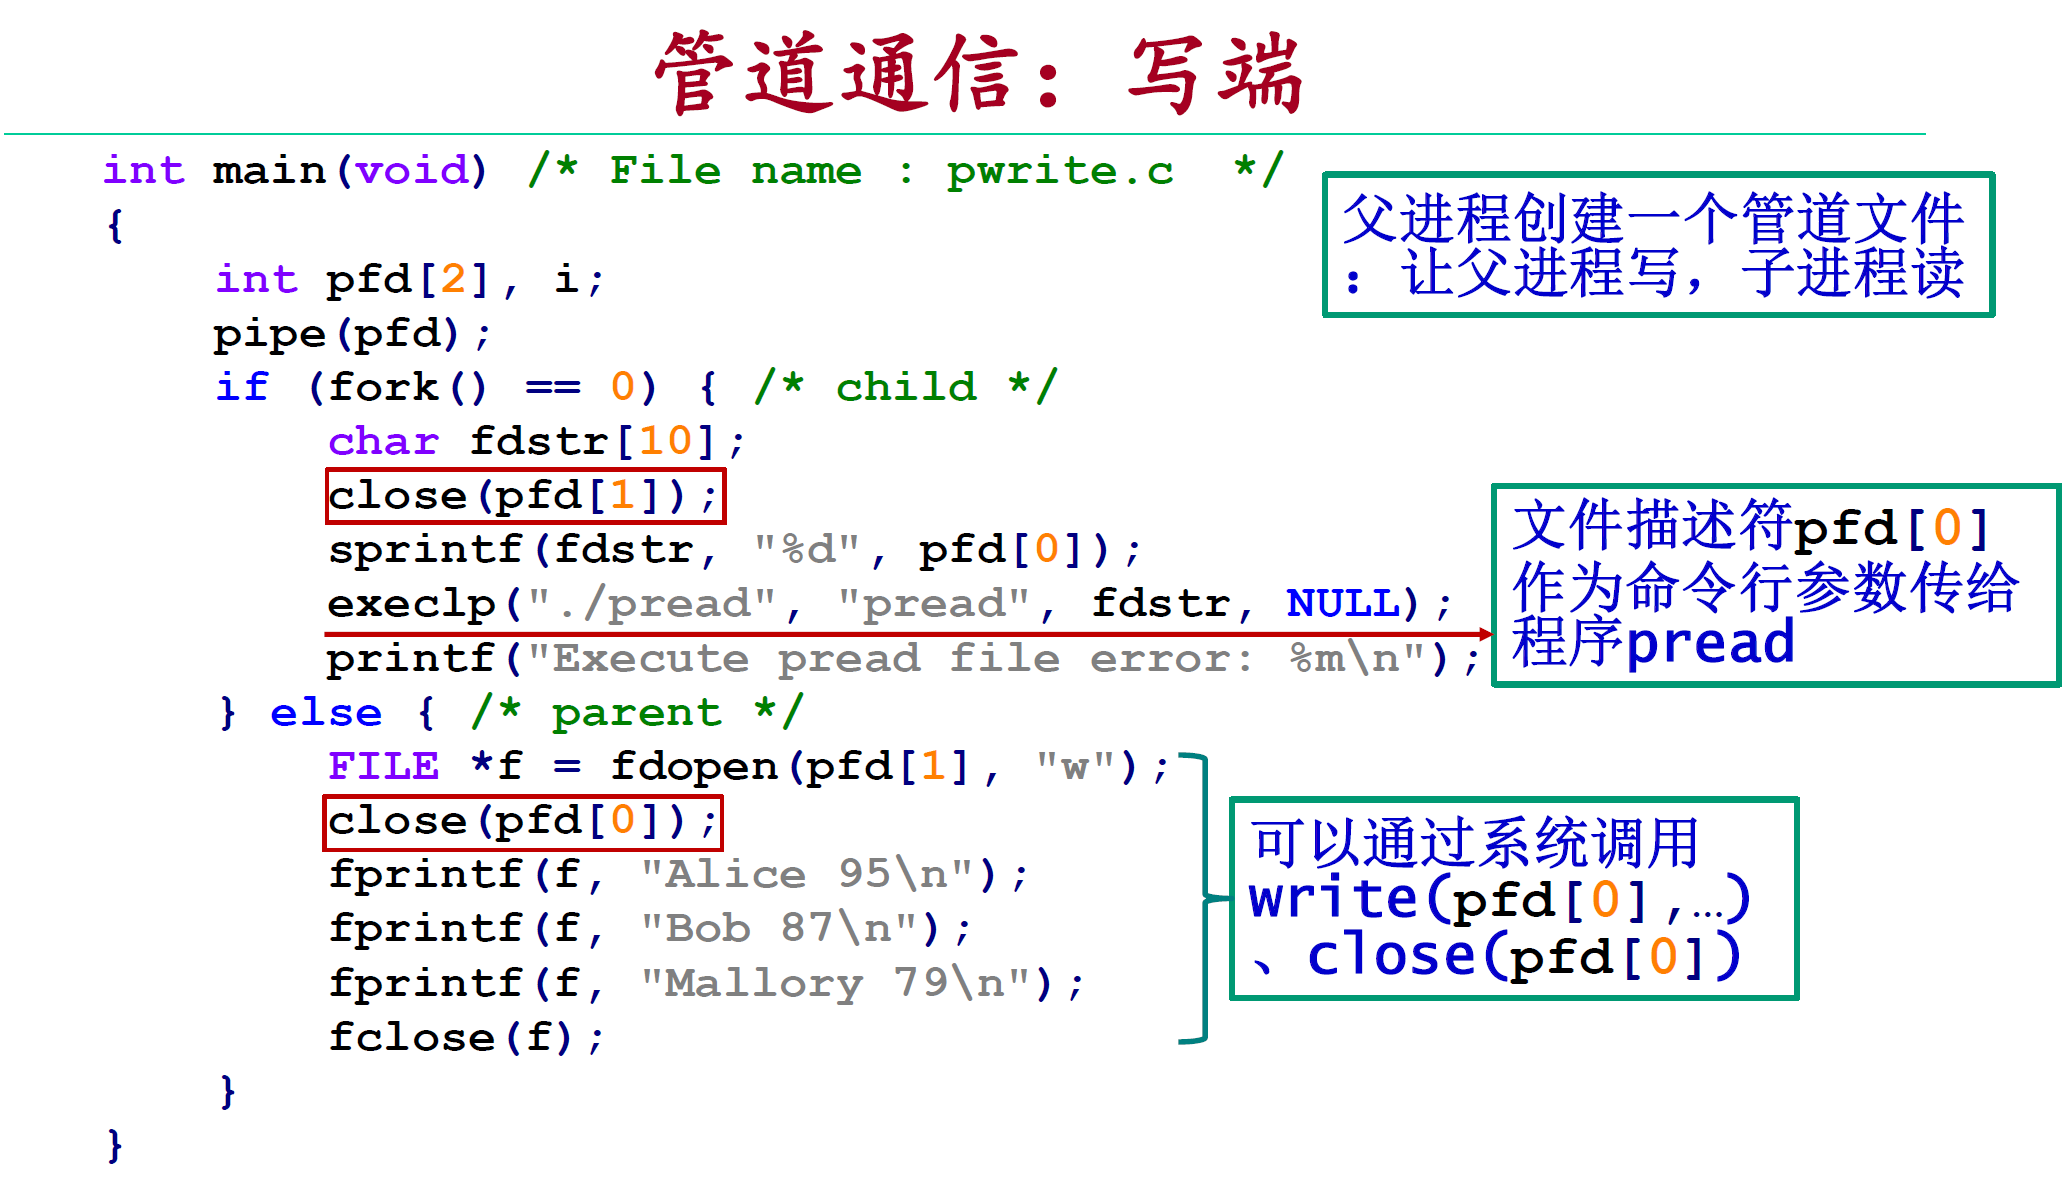 管道通信：写端
int main(void) /* File name : pwrite.c  */
{
    int pfd[2], i;
    pipe(pfd);
    if (fork() == 0) { /* child */
        char fdstr[10];
        close(pfd[1]);
        sprintf(fdstr, "%d", pfd[0]);
        execlp("./pread", "pread", fdstr, NULL);
        printf("Execute pread file error: %m\n");
    } else { /* parent */
        FILE *f = fdopen(pfd[1], "w");
        close(pfd[0]);
        fprintf(f, "Alice 95\n");
        fprintf(f, "Bob 87\n");
        fprintf(f, "Mallory 79\n");
        fclose(f);
    }
}
父进程创建一个管道文件
：让父进程写，子进程读
文件描述符pfd[0]
作为命令行参数传给
程序pread
可以通过系统调用
write(pfd[0],…)
、close(pfd[0])